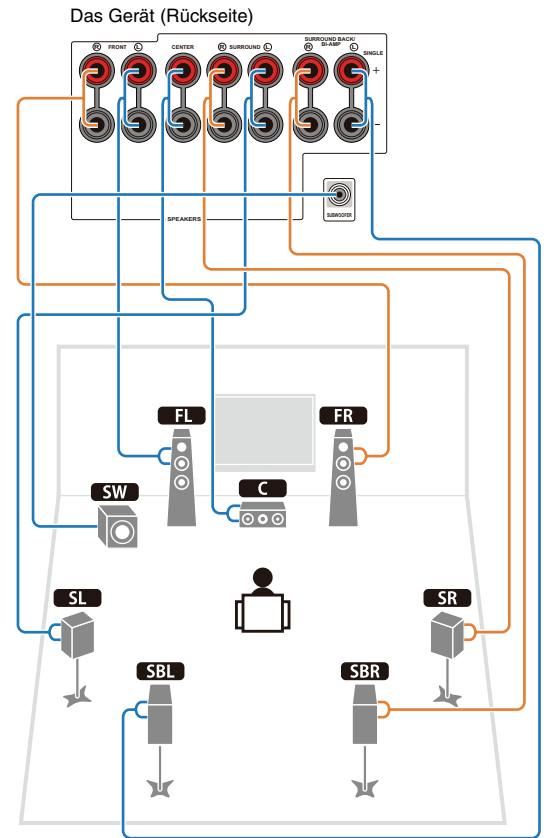 Das Gerät (Rückseite)
SURROUND BACK/
BI-AMP
R FRONT L CENTER R SURROUND L R L SINGLE
+
−
SPEAKERS
SUBWOOFER
FL FR
SW C
SL SR
SBL SBR